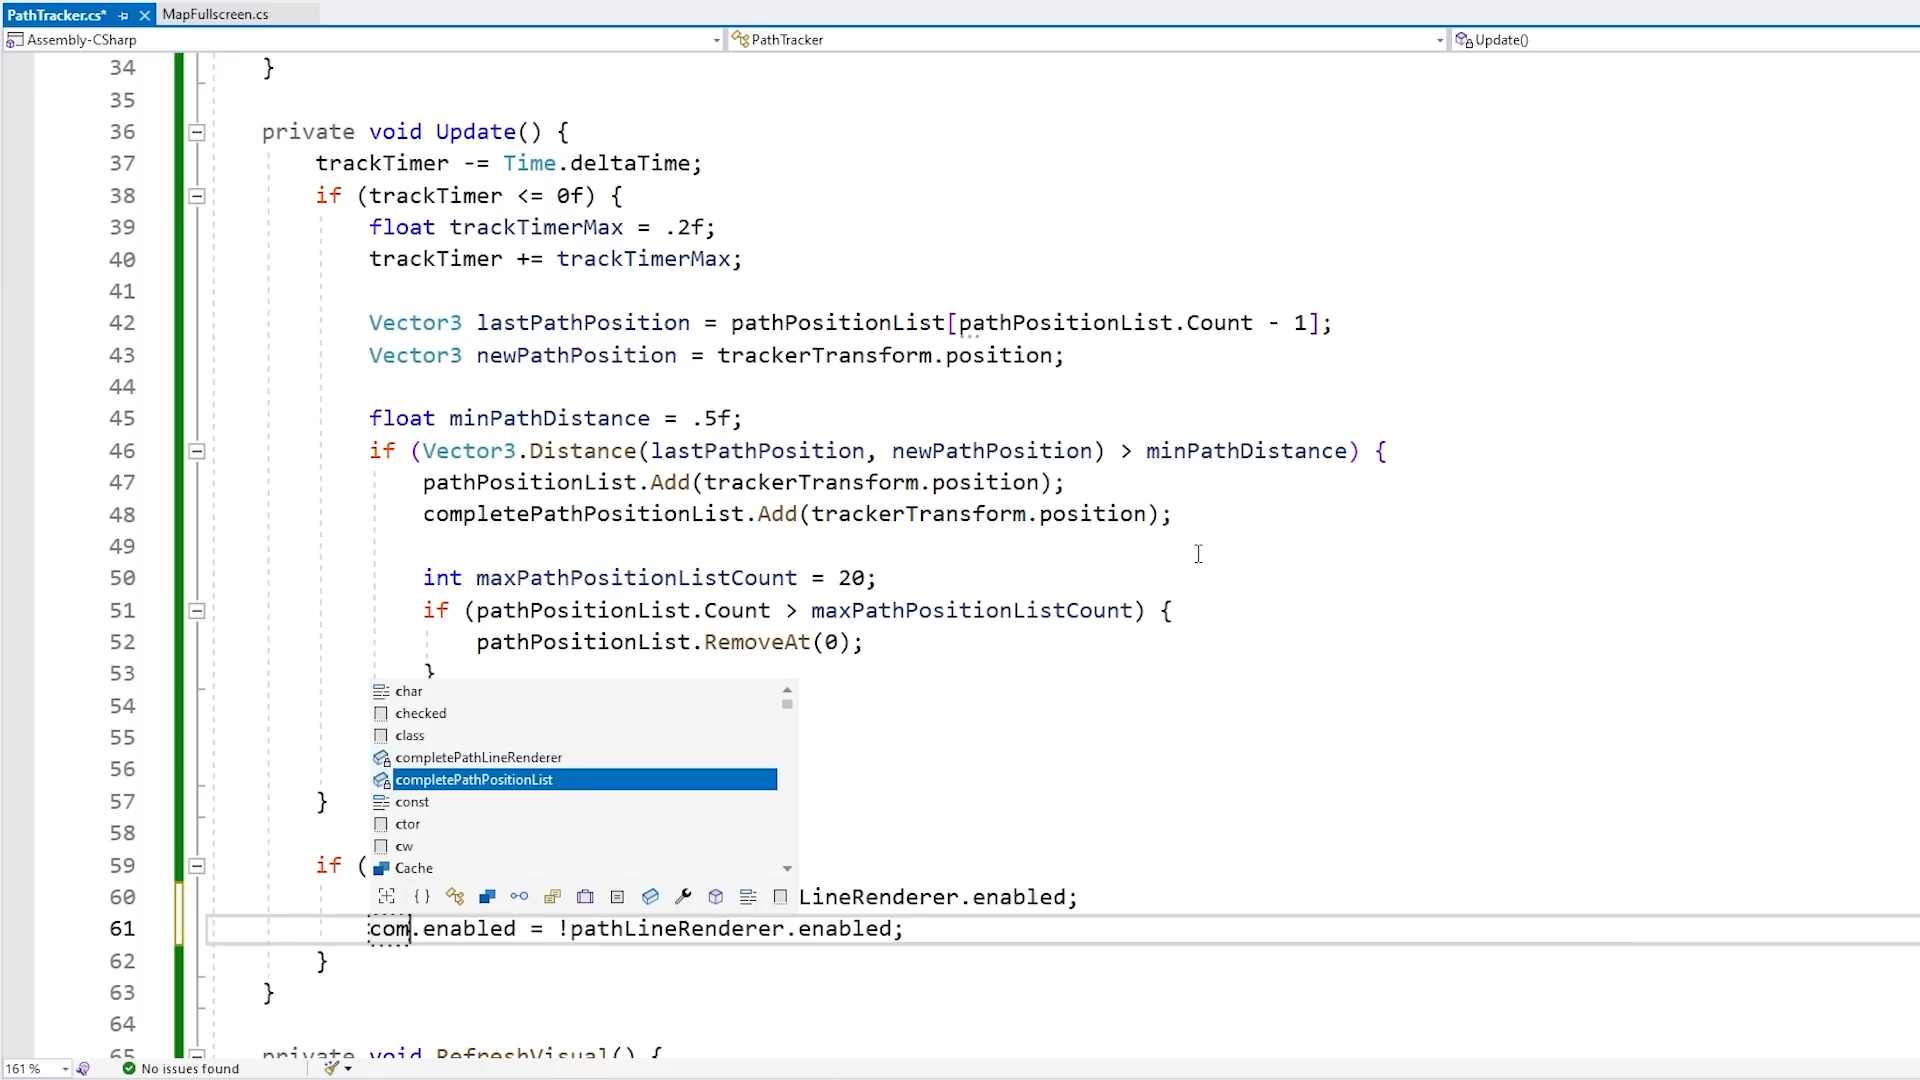 PathTracker.cs*
MapFullscreen.cs
Assembly-CSharp
PathTracker
Update()
34 }
35
36 private void Update() {
37 trackTimer -= Time.deltaTime;
38 if (trackTimer <= 0f) {
39 float trackTimerMax = .2f;
40 trackTimer += trackTimerMax;
41
42 Vector3 lastPathPosition = pathPositionList[pathPositionList.Count - 1];
43 Vector3 newPathPosition = trackerTransform.position;
44
45 float minPathDistance = .5f;
46 if (Vector3.Distance(lastPathPosition, newPathPosition) > minPathDistance) {
47 pathPositionList.Add(trackerTransform.position);
48 completePathPositionList.Add(trackerTransform.position);
49
50 int maxPathPositionListCount = 20;
51 if (pathPositionList.Count > maxPathPositionListCount) {
52 pathPositionList.RemoveAt(0);
53 }
54
55
56
57 }
58
char
checked
class
completePathLineRenderer
completePathPositionList
const
ctor
cw
Cache
59 if (
60 LineRenderer.enabled;
61 com.enabled = !pathLineRenderer.enabled;
62 }
63 }
64
65 private void RefreshVisual() {
161 %
No issues found